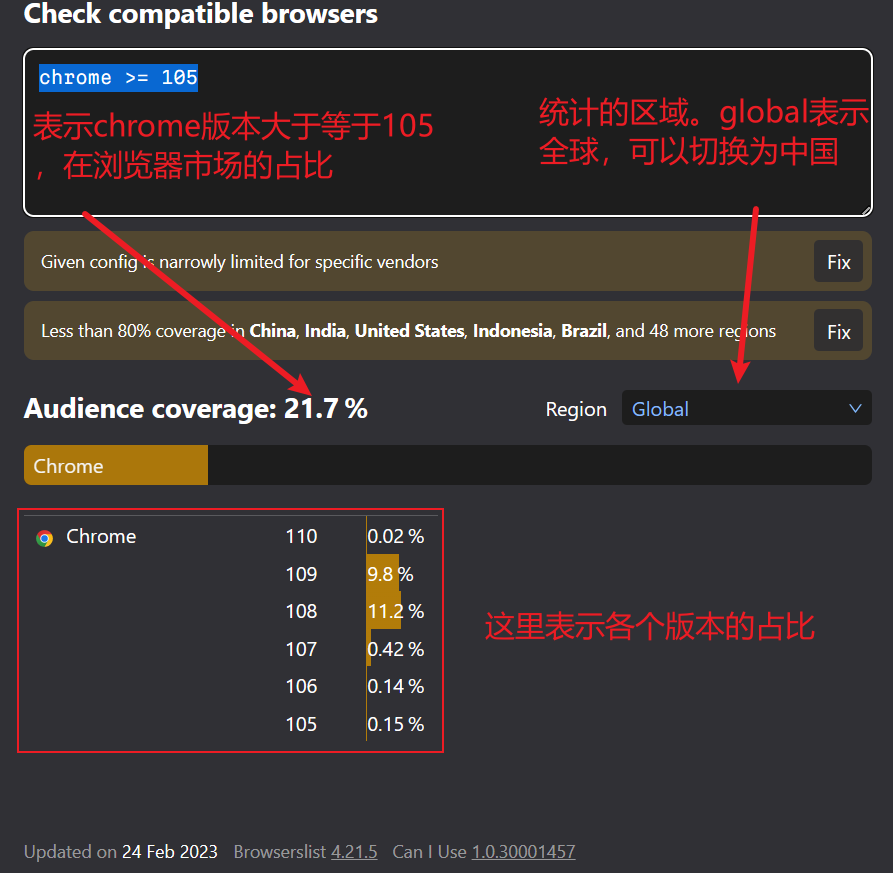 Check compatible browsers
chrome >= 105
表示chrome版本大于等于105
，在浏览器市场的占比
统计的区域。global表示
全球，可以切换为中国
Given config is narrowly limited for specific vendors
Fix
Less than 80% coverage in China, India, United States, Indonesia, Brazil, and 48 more regions
Fix
Audience coverage: 21.7 %
Region
Global
Chrome
Chrome 110 0.02 %
109 9.8 %
108 11.2 %
107 0.42 %
106 0.14 %
105 0.15 %
这里表示各个版本的占比
Updated on 24 Feb 2023 Browserslist 4.21.5 Can I Use 1.0.30001457